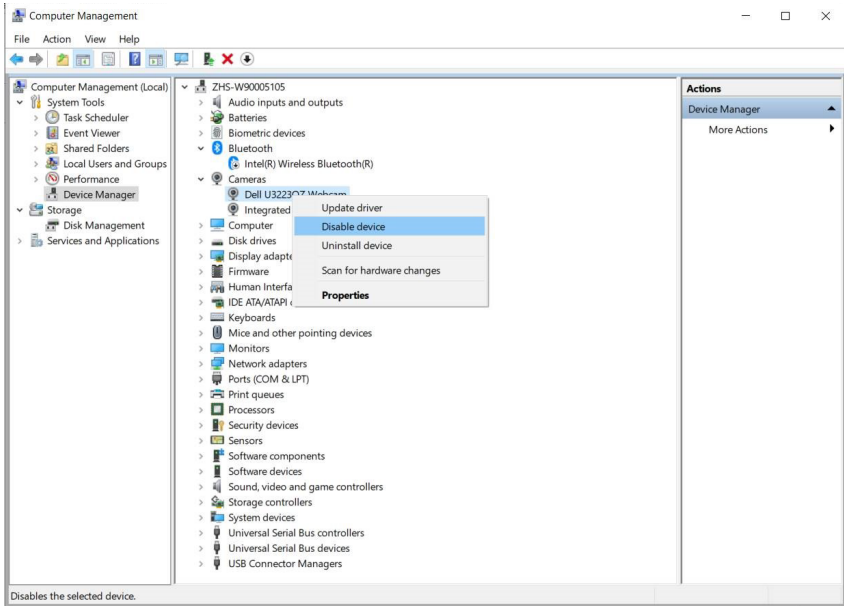 Computer Management
File Action View Help
Computer Management (Local)
System Tools
Task Scheduler
Event Viewer
Shared Folders
Local Users and Groups
Performance
Device Manager
Storage
Disk Management
Services and Applications
ZHS-W90005105
Audio inputs and outputs
Batteries
Biometric devices
Bluetooth
Intel(R) Wireless Bluetooth(R)
Cameras
Dell U3223QZ Webcam
Integrated
Computer
Disk drives
Display adapte
Firmware
Human Interfa
IDE ATA/ATAPI
Keyboards
Mice and other pointing devices
Monitors
Network adapters
Ports (COM & LPT)
Print queues
Processors
Security devices
Sensors
Software components
Software devices
Sound, video and game controllers
Storage controllers
System devices
Universal Serial Bus controllers
Universal Serial Bus devices
USB Connector Managers
Update driver
Disable device
Uninstall device
Scan for hardware changes
Properties
Actions
Device Manager
More Actions
Disables the selected device.